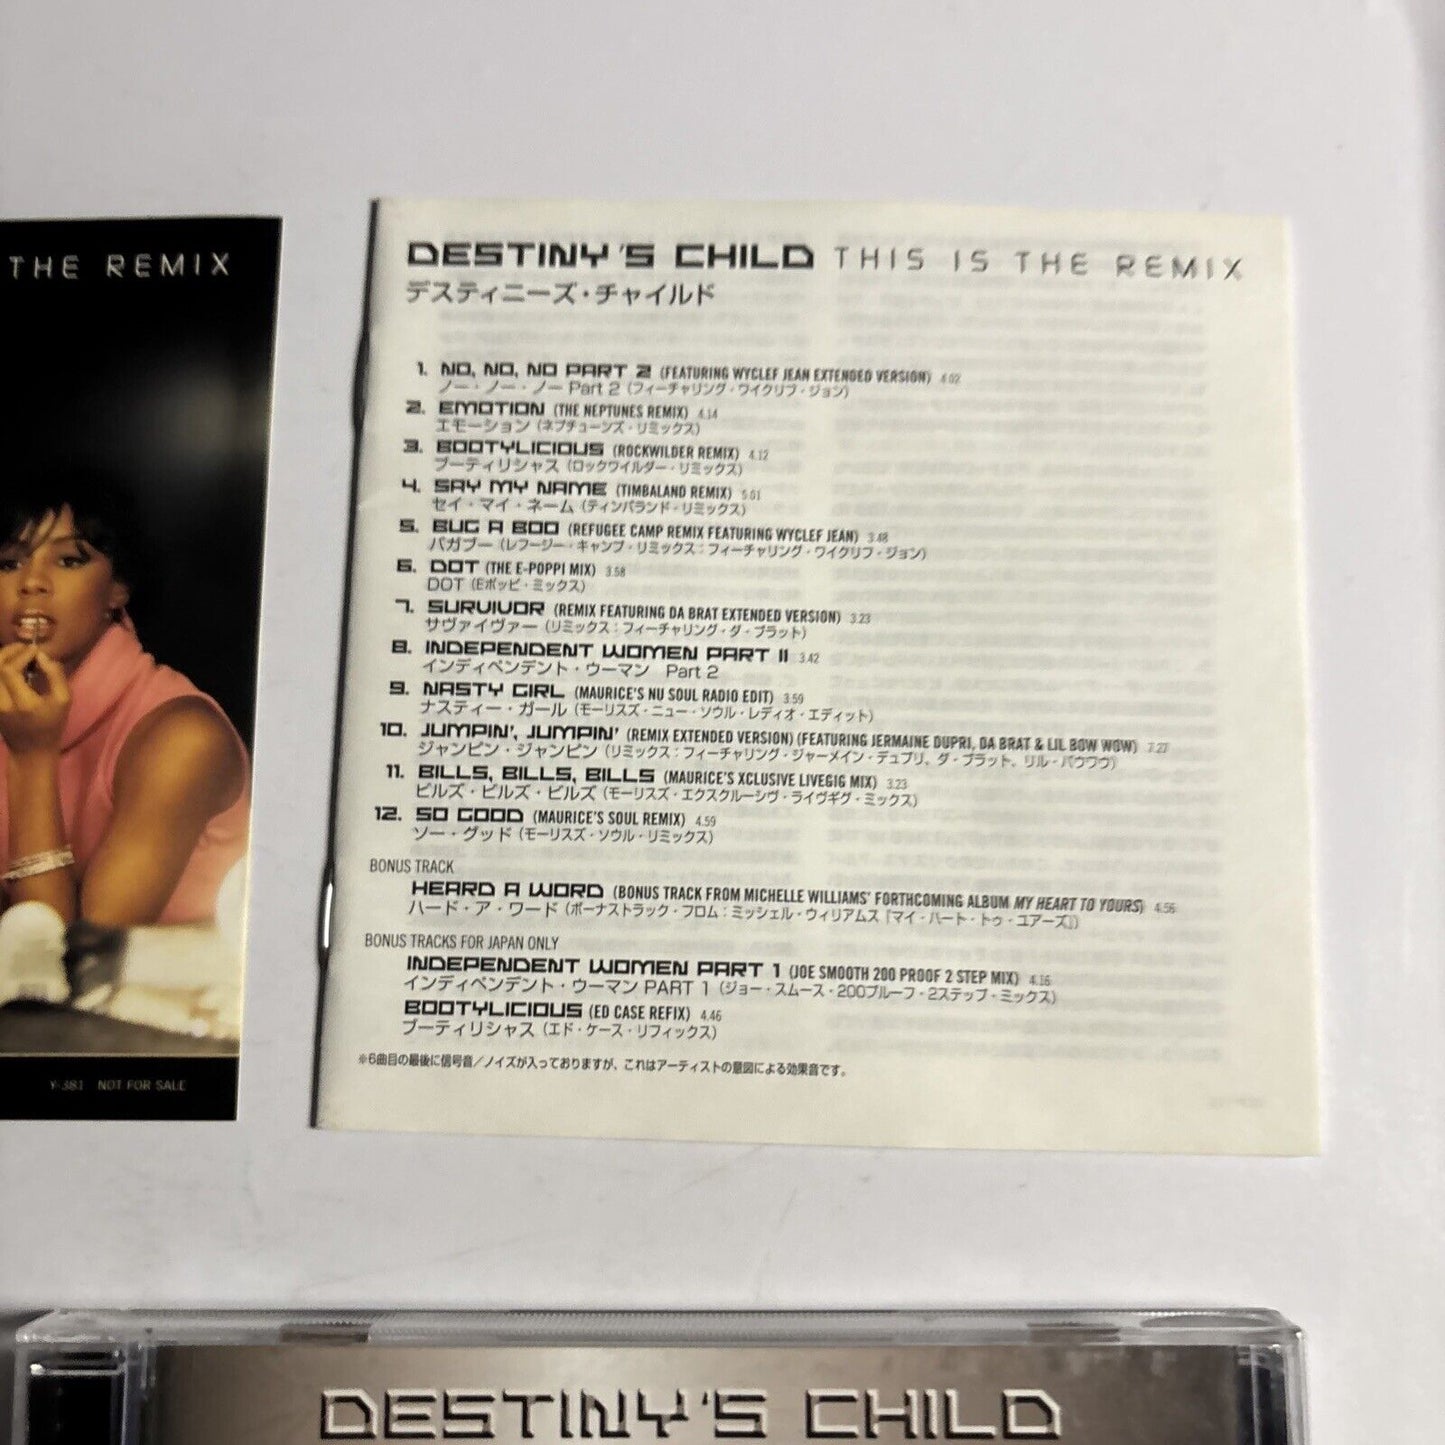 THE REMIX
Y-381 NOT FOR SALE
DESTINY'S CHILD THIS IS THE REMIX
デスティニーズ・チャイルド
1. NO, NO, NO PART 2 (FEATURING WYCLEF JEAN EXTENDED VERSION) 4.02
ノー・ノー・ノー Part 2 (フィーチャリング・ワイクリフ・ジョン)
2. EMOTION (THE NEPTUNES REMIX) 4.14
エモーション (ネプチューンズ・リミックス)
3. BOOTYLICIOUS (ROCKWILDER REMIX) 4.12
ブーティリシャス (ロックワイルダー・リミックス)
4. SAY MY NAME (TIMBALAND REMIX) 5.01
セイ・マイ・ネーム (ティンバランド・リミックス)
5. BUG A BOO (REFUGEE CAMP REMIX FEATURING WYCLEF JEAN) 3.48
バガブー (レフージー・キャンプ・リミックス：フィーチャリング・ワイクリフ・ジョン)
6. DOT (THE E-POPPI MIX) 3.58
DOT (Eポッピ・ミックス)
7. SURVIVOR (REMIX FEATURING DA BRAT EXTENDED VERSION) 3.23
サヴァイヴァー (リミックス：フィーチャリング・ダ・ブラット)
8. INDEPENDENT WOMEN PART II 3.42
インディペンデント・ウーマン Part 2
9. NASTY GIRL (MAURICE'S NU SOUL RADIO EDIT) 3.59
ナスティー・ガール (モーリスズ・ニュー・ソウル・レディオ・エディット)
10. JUMPIN', JUMPIN' (REMIX EXTENDED VERSION) (FEATURING JERMAINE DUPRI, DA BRAT & LIL BOW WOW) 7.27
ジャンピン・ジャンピン (リミックス：フィーチャリング・ジャーメイン・デュプリ、ダ・ブラット、リル・バウワウ)
11. BILLS, BILLS, BILLS (MAURICE'S XCLUSIVE LIVEGIG MIX) 3.23
ビルズ・ビルズ・ビルズ (モーリスズ・エクスクルーシヴ・ライヴギグ・ミックス)
12. SO GOOD (MAURICE'S SOUL REMIX) 4.59
ソー・グッド (モーリスズ・ソウル・リミックス)
BONUS TRACK
HEARD A WORD (BONUS TRACK FROM MICHELLE WILLIAMS' FORTHCOMING ALBUM MY HEART TO YOURS) 4.56
ハード・ア・ワード (ボーナストラック・フロム：ミッシェル・ウィリアムス『マイ・ハート・トゥ・ユアーズ』)
BONUS TRACKS FOR JAPAN ONLY
INDEPENDENT WOMEN PART 1 (JOE SMOOTH 200 PROOF 2 STEP MIX) 4.16
インディペンデント・ウーマン PART 1 (ジョー・スムース・200プルーフ・2ステップ・ミックス)
BOOTYLICIOUS (ED CASE REFIX) 4.46
ブーティリシャス (エド・ケース・リフィックス)
※6曲目の最後に信号音／ノイズが入っておりますが、これはアーティストの意図による効果音です。
DESTINY'S CHILD